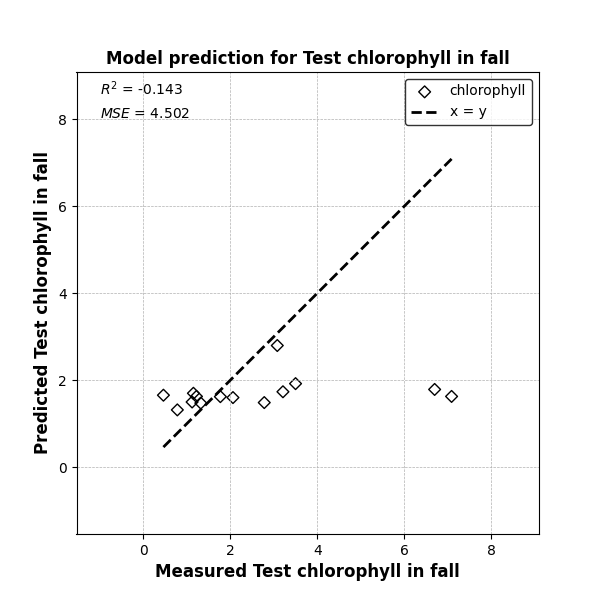 Model prediction for Test chlorophyll in fall
R² = -0.143
MSE = 4.502
chlorophyll
x = y
8
6
4
2
0
Predicted Test chlorophyll in fall
0 2 4 6 8
Measured Test chlorophyll in fall